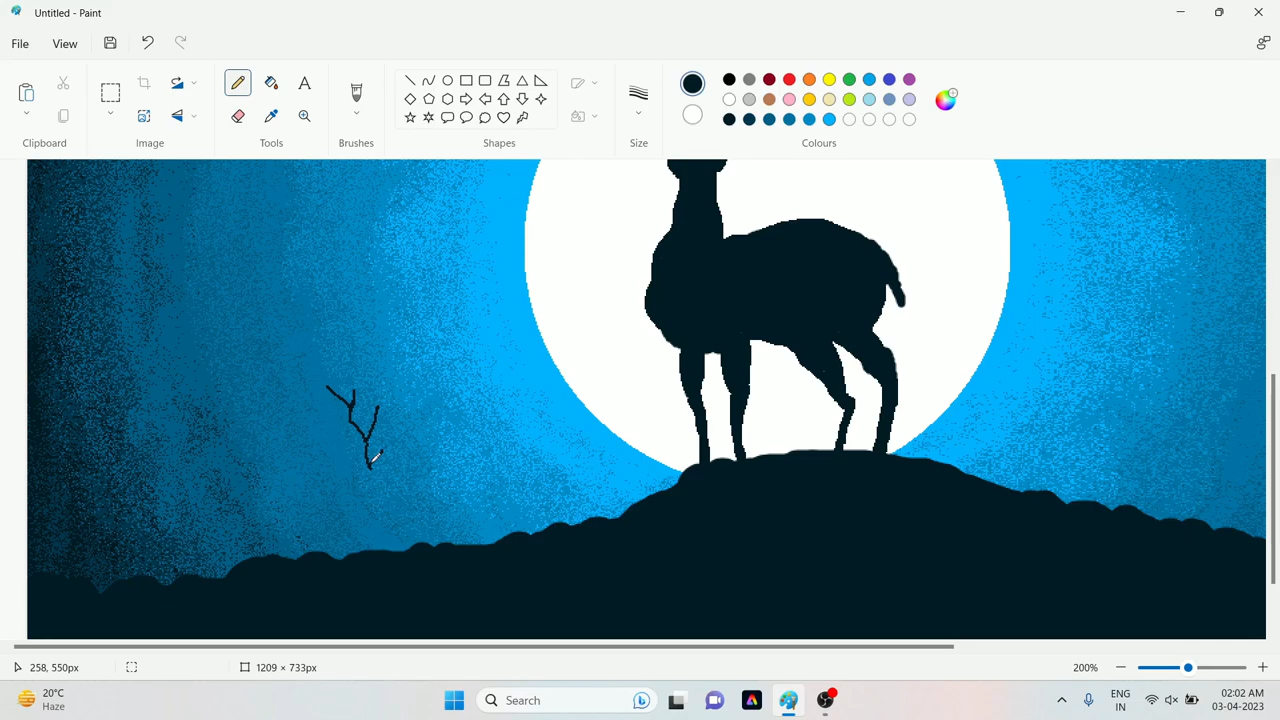 Untitled - Paint
File View
Clipboard Image Tools Brushes Shapes Size Colours
258, 550px 1209 × 733px 200%
20°C
Haze
Search
ENG
IN
02:02 AM
03-04-2023